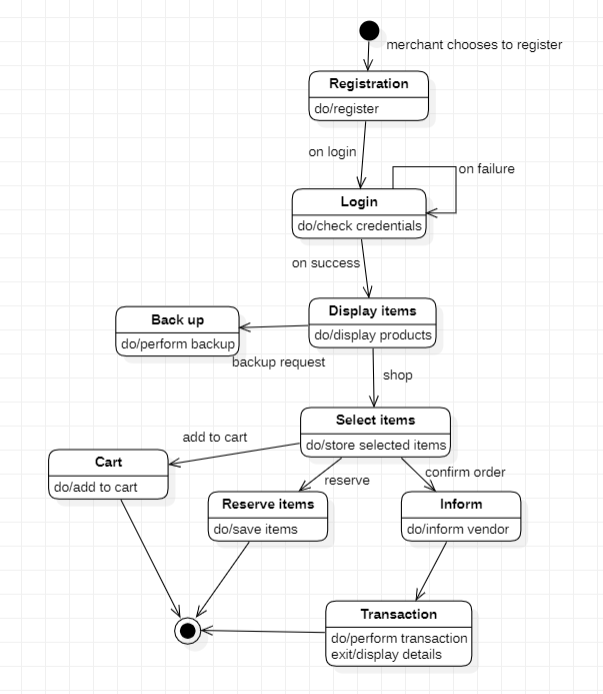 merchant chooses to register
Registration
do/register
on login
on failure
Login
do/check credentials
on success
Display items
do/display products
Back up
do/perform backup
backup request
shop
Select items
do/store selected items
add to cart
Cart
do/add to cart
reserve
confirm order
Reserve items
do/save items
Inform
do/inform vendor
Transaction
do/perform transaction
exit/display details